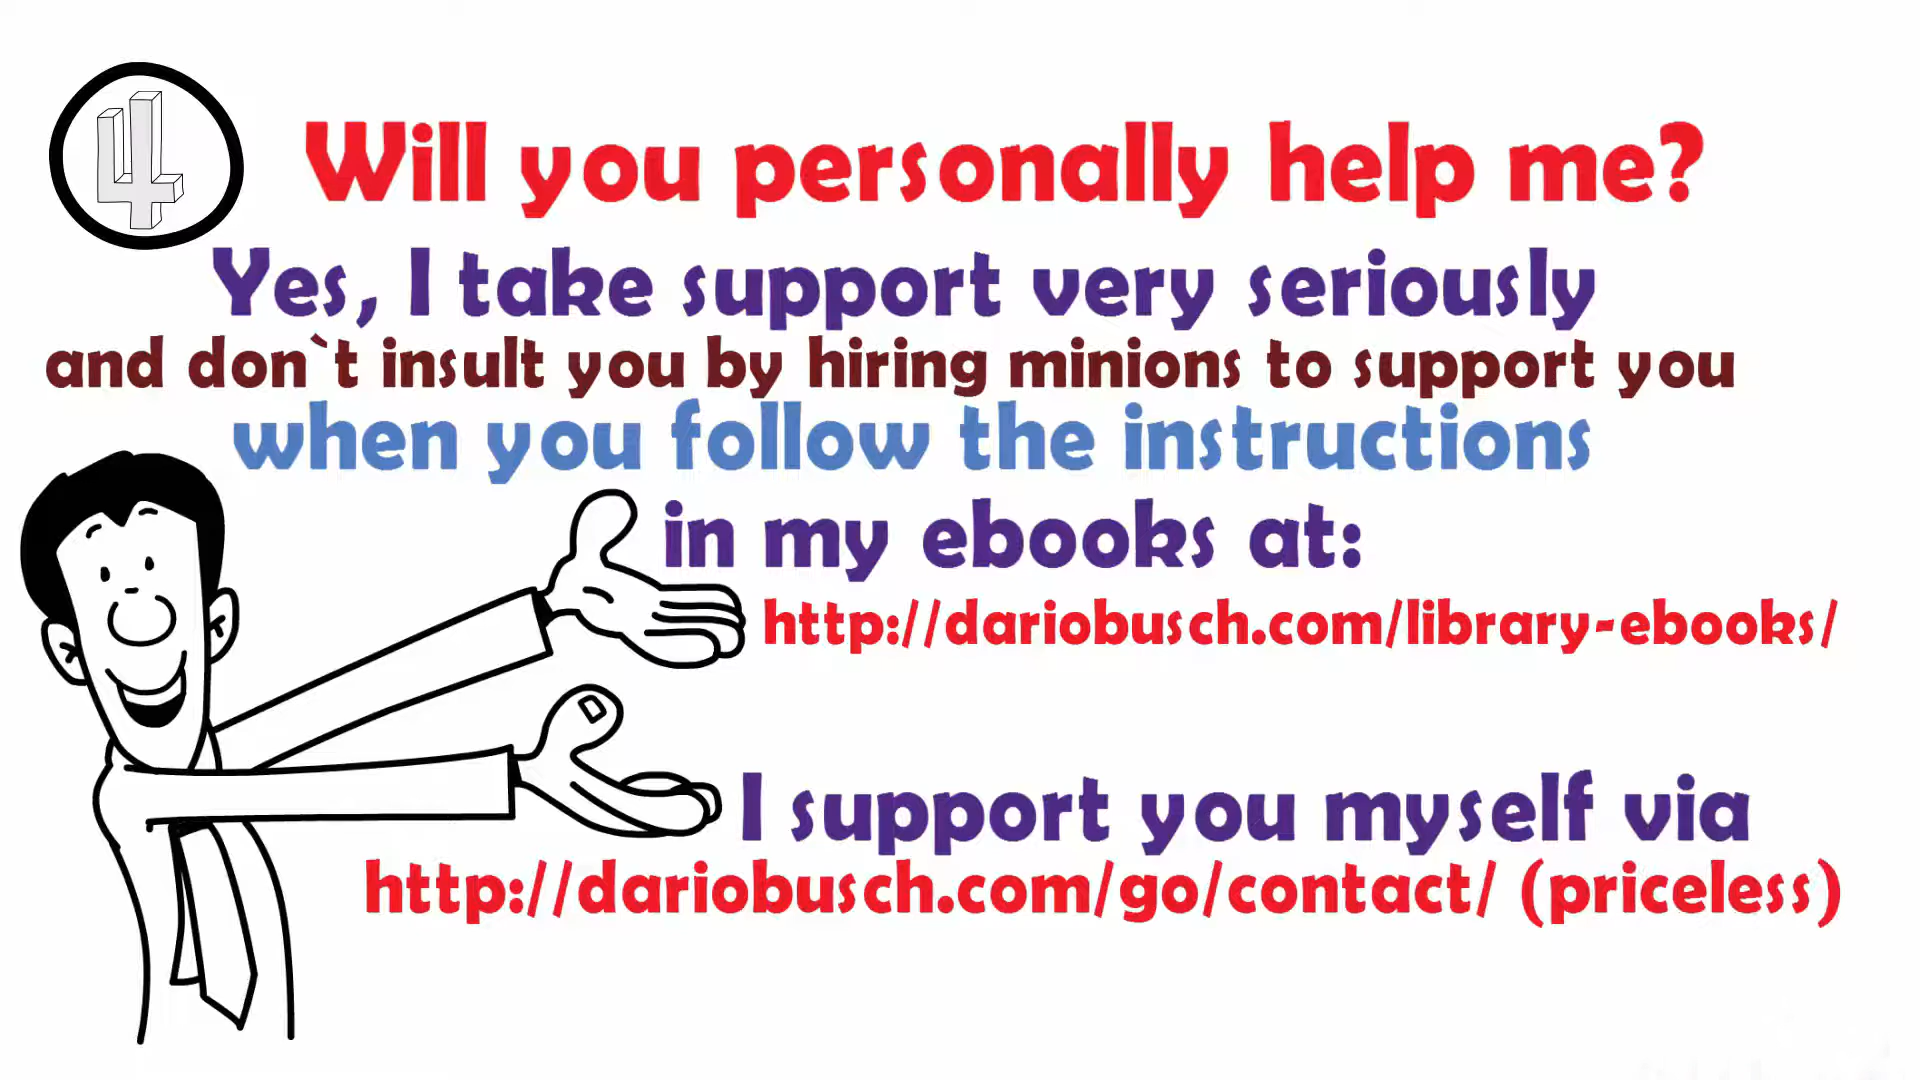 4
Will you personally help me?
Yes, I take support very seriously
and don`t insult you by hiring minions to support you
when you follow the instructions
in my ebooks at:
http://dariobusch.com/library-ebooks/
I support you myself via
http://dariobusch.com/go/contact/ (priceless)